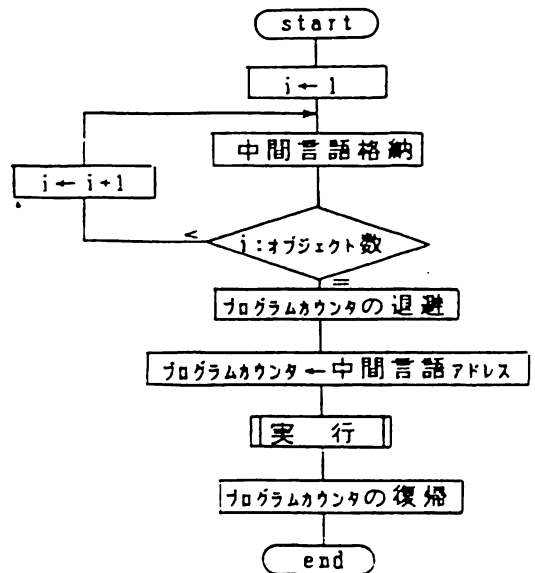 start
i ← 1
中間言語格納
i ← i + 1
<
i：オブジェクト数
=
プログラムカウンタの退避
プログラムカウンタ ← 中間言語アドレス
実 行
プログラムカウンタの復帰
end